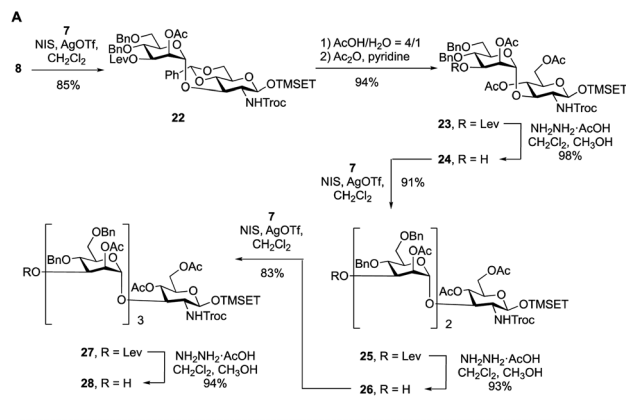 A
7
NIS, AgOTf,
CH2Cl2
8
85%
BnO
OAc
BnO
LevO
O
Ph
O
O
O
O
OTMSET
NHTroc
22
1) AcOH/H2O = 4/1
2) Ac2O, pyridine
94%
BnO
OAc
BnO
RO
O
OAc
AcO
O
O
OTMSET
NHTroc
23, R = Lev
24, R = H
NH2NH2·AcOH
CH2Cl2, CH3OH
98%
7
NIS, AgOTf,
CH2Cl2
91%
OBn
OAc
BnO
O
RO
OAc
AcO
O
O
OTMSET
NHTroc
2
25, R = Lev
26, R = H
NH2NH2·AcOH
CH2Cl2, CH3OH
93%
7
NIS, AgOTf,
CH2Cl2
83%
OBn
OAc
BnO
O
RO
OAc
AcO
O
O
OTMSET
NHTroc
3
27, R = Lev
28, R = H
NH2NH2·AcOH
CH2Cl2, CH3OH
94%